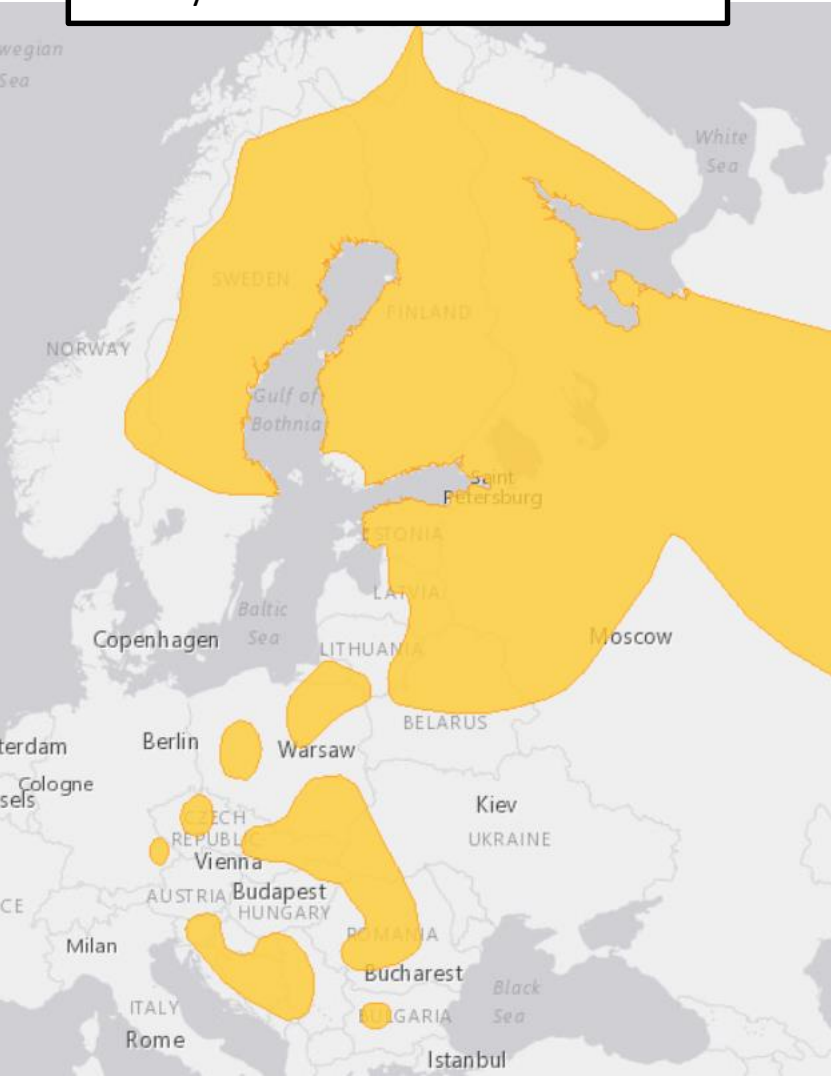 wegian
Sea
White
Sea
SWEDEN
FINLAND
NORWAY
Gulf of
Bothnia
Saint
Petersburg
ESTONIA
LATVIA
Baltic
Sea
Copenhagen
Moscow
LITHUANIA
BELARUS
terdam
Berlin
Warsaw
Cologne
sels
Kiev
CZECH
REPUBLIC
UKRAINE
Vienna
AUSTRIA
Budapest
HUNGARY
CE
Milan
ROMANIA
Bucharest
Black
Sea
ITALY
BULGARIA
Rome
Istanbul